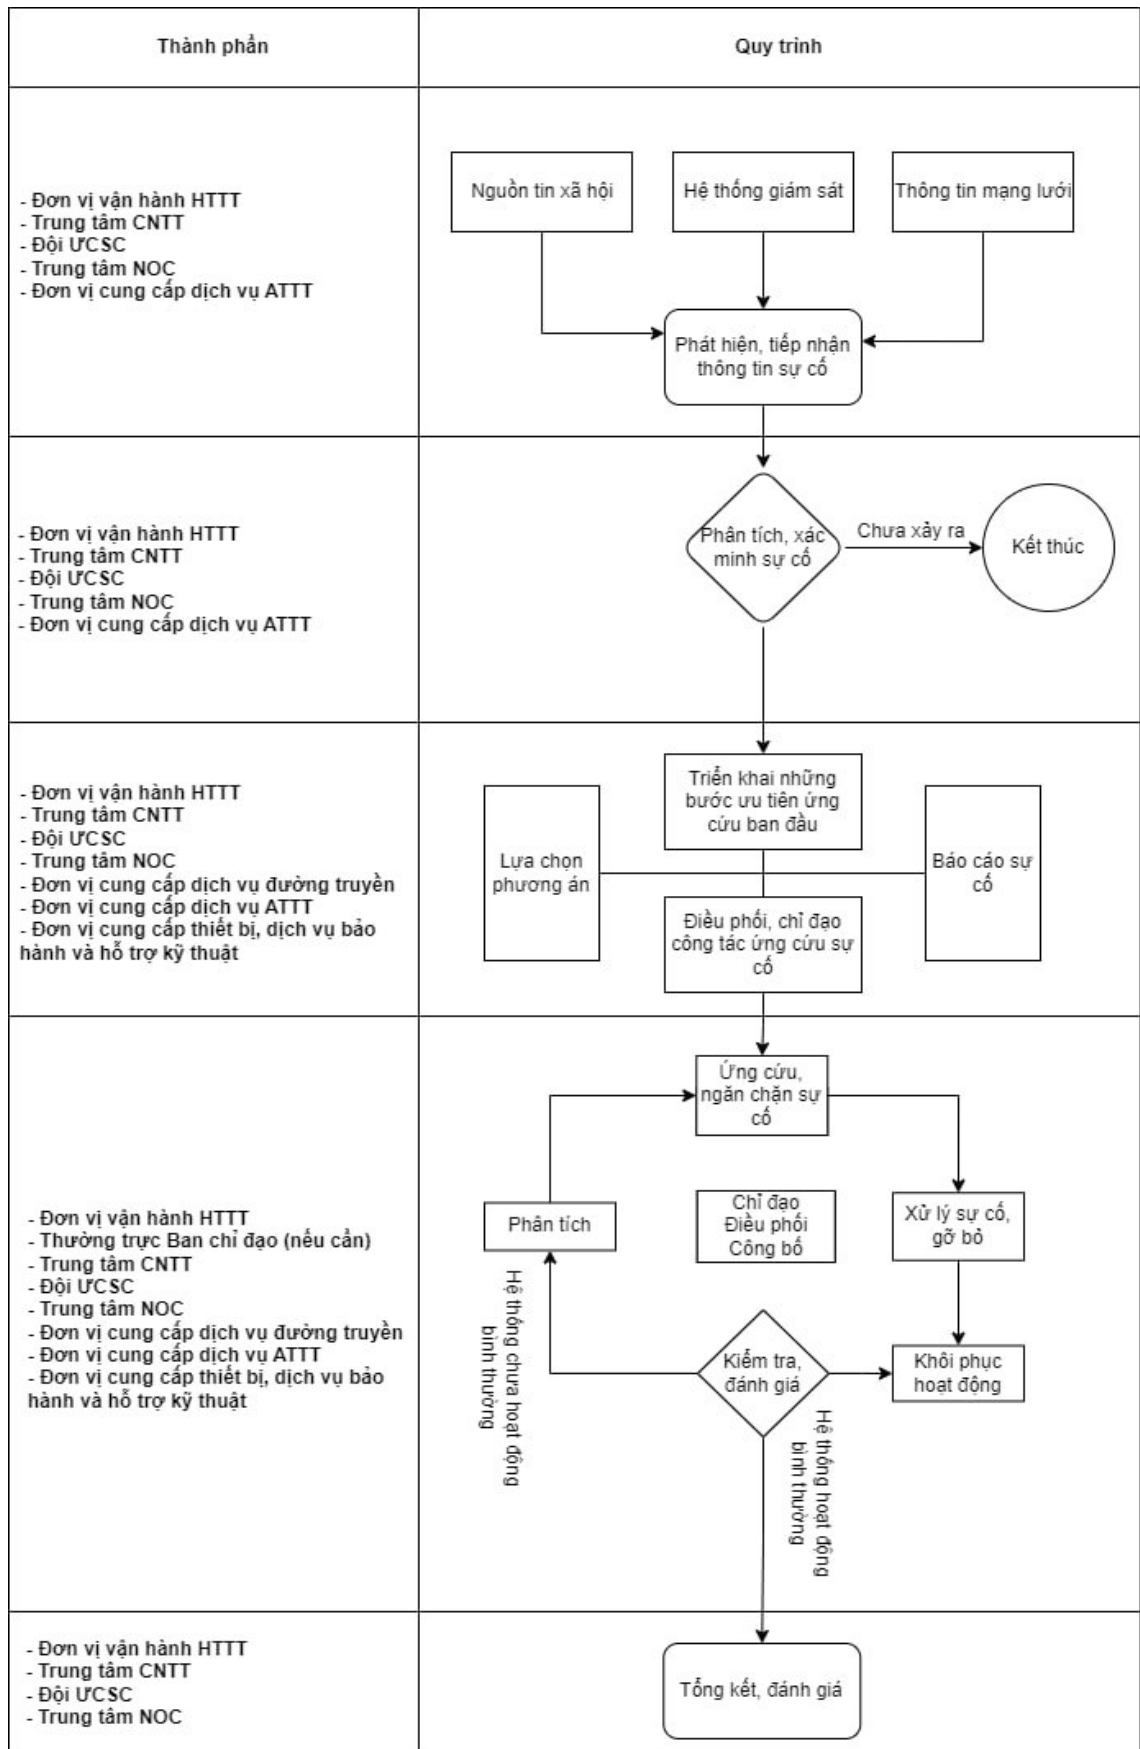 Thành phần
Quy trình
- Đơn vị vận hành HTTT
- Trung tâm CNTT
- Đội ƯCSC
- Trung tâm NOC
- Đơn vị cung cấp dịch vụ ATTT
Nguồn tin xã hội
Hệ thống giám sát
Thông tin mạng lưới
Phát hiện, tiếp nhận
thông tin sự cố
- Đơn vị vận hành HTTT
- Trung tâm CNTT
- Đội ƯCSC
- Trung tâm NOC
- Đơn vị cung cấp dịch vụ ATTT
Phân tích, xác
minh sự cố
Chưa xảy ra
Kết thúc
- Đơn vị vận hành HTTT
- Trung tâm CNTT
- Đội ƯCSC
- Trung tâm NOC
- Đơn vị cung cấp dịch vụ đường truyền
- Đơn vị cung cấp dịch vụ ATTT
- Đơn vị cung cấp thiết bị, dịch vụ bảo
hành và hỗ trợ kỹ thuật
Triển khai những
bước ưu tiên ứng
cứu ban đầu
Lựa chọn
phương án
Báo cáo sự
cố
Điều phối, chỉ đạo
công tác ứng cứu sự
cố
- Đơn vị vận hành HTTT
- Thường trực Ban chỉ đạo (nếu cần)
- Trung tâm CNTT
- Đội ƯCSC
- Trung tâm NOC
- Đơn vị cung cấp dịch vụ đường truyền
- Đơn vị cung cấp dịch vụ ATTT
- Đơn vị cung cấp thiết bị, dịch vụ bảo
hành và hỗ trợ kỹ thuật
Ứng cứu,
ngăn chặn sự
cố
Phân tích
Chỉ đạo
Điều phối
Công bố
Xử lý sự cố,
gỡ bỏ
Hệ thống chưa hoạt động
bình thường
Kiểm tra,
đánh giá
Khôi phục
hoạt động
Hệ thống hoạt động
bình thường
- Đơn vị vận hành HTTT
- Trung tâm CNTT
- Đội ƯCSC
- Trung tâm NOC
Tổng kết, đánh giá